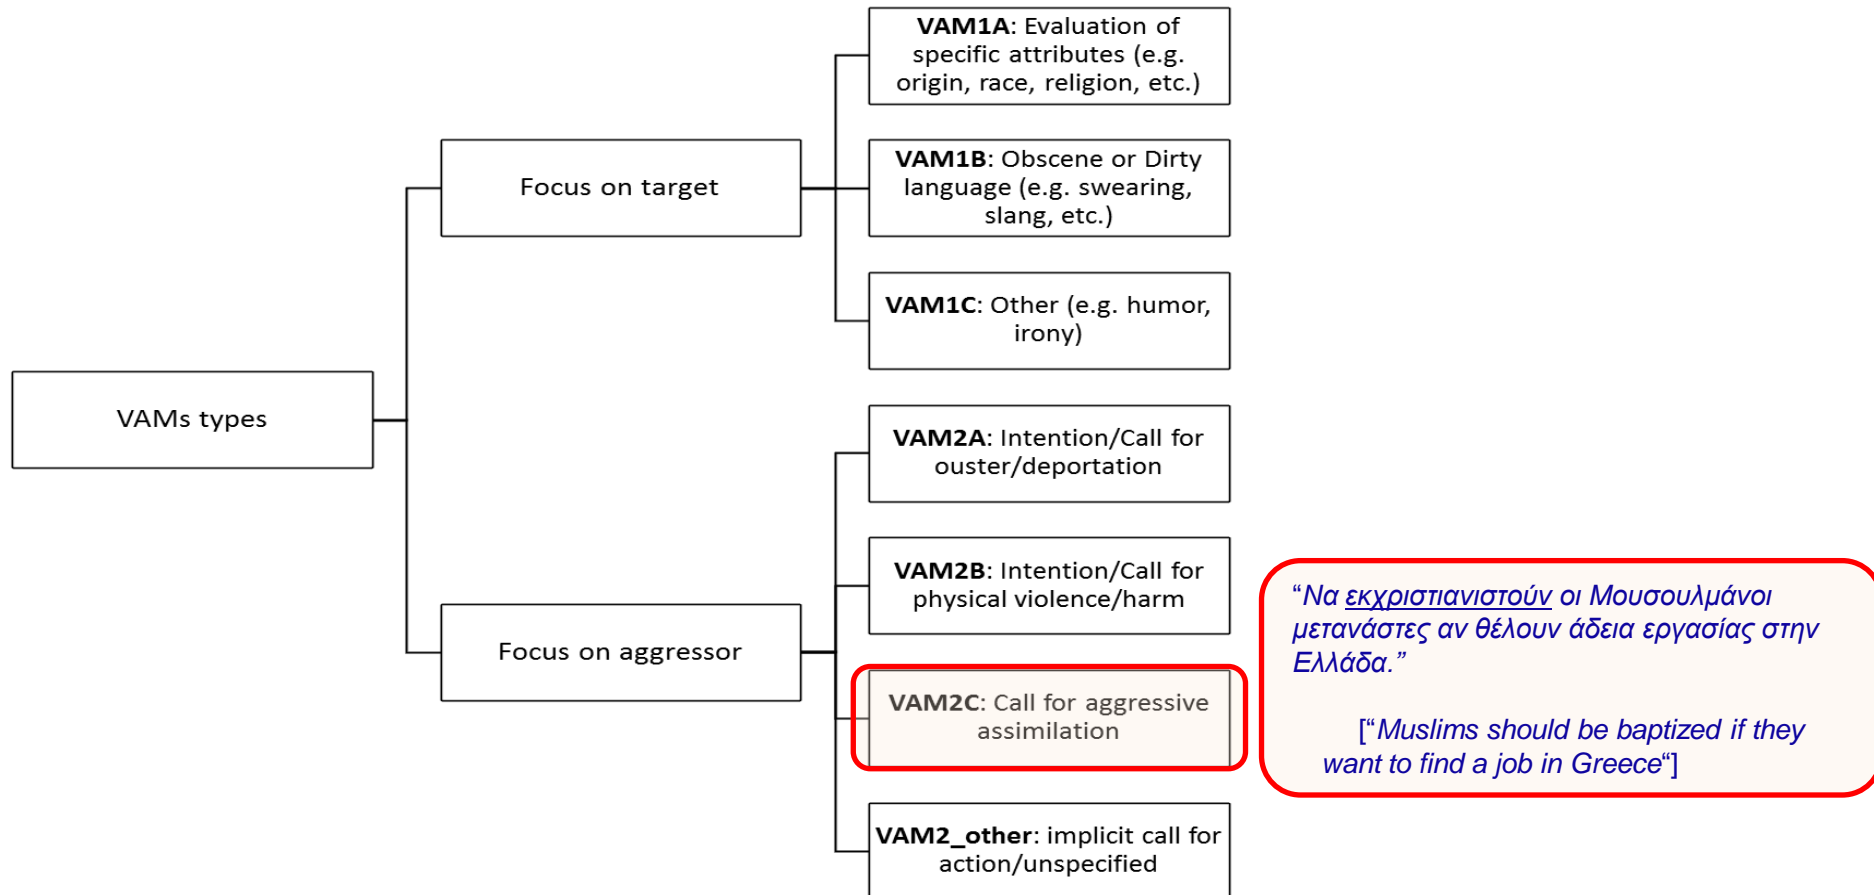 VAMs types
Focus on target
VAM1A: Evaluation of
specific attributes (e.g.
origin, race, religion, etc.)
VAM1B: Obscene or Dirty
language (e.g. swearing,
slang, etc.)
VAM1C: Other (e.g. humor,
irony)
Focus on aggressor
VAM2A: Intention/Call for
ouster/deportation
VAM2B: Intention/Call for
physical violence/harm
VAM2C: Call for aggressive
assimilation
“Να εκχριστιανιστούν οι Μουσουλμάνοι
μετανάστες αν θέλουν άδεια εργασίας στην
Ελλάδα.”
[“Muslims should be baptized if they
want to find a job in Greece“]
VAM2_other: implicit call for
action/unspecified